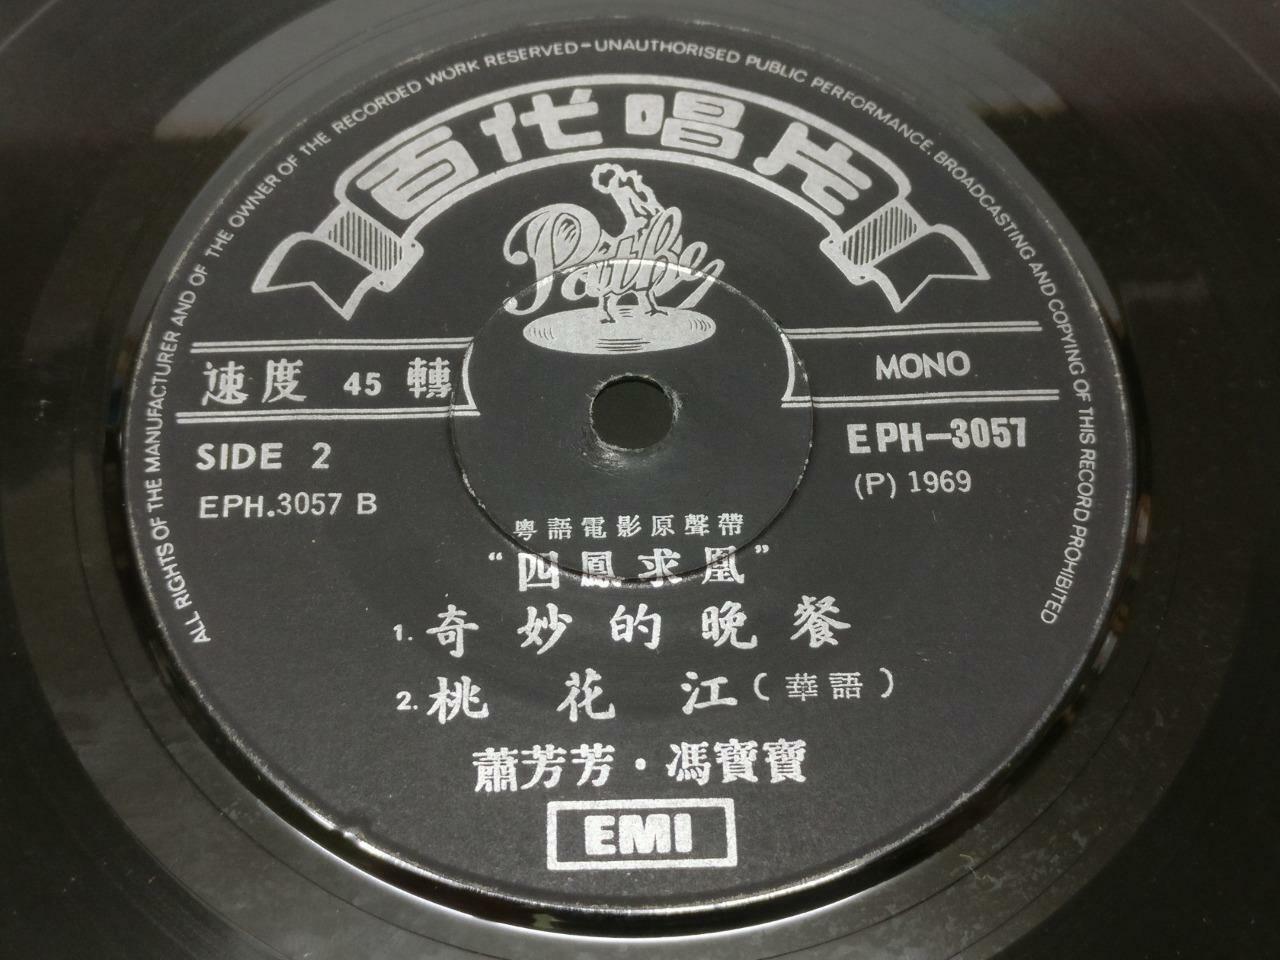 ALL RIGHTS OF THE MANUFACTURER AND OF THE OWNER OF THE RECORDED WORK RESERVED-UNAUTHORISED PUBLIC PERFORMANCE, BROADCASTING AND COPYING OF THIS RECORD PROHIBITED
百代唱片
Pathe
速度 45 轉
MONO
SIDE 2
EPH-3057
EPH.3057 B
(P) 1969
粵語電影原聲帶
“四鳳求凰”
1. 奇妙的晚餐
2. 桃花江(華語)
蕭芳芳·馮寶寶
EMI